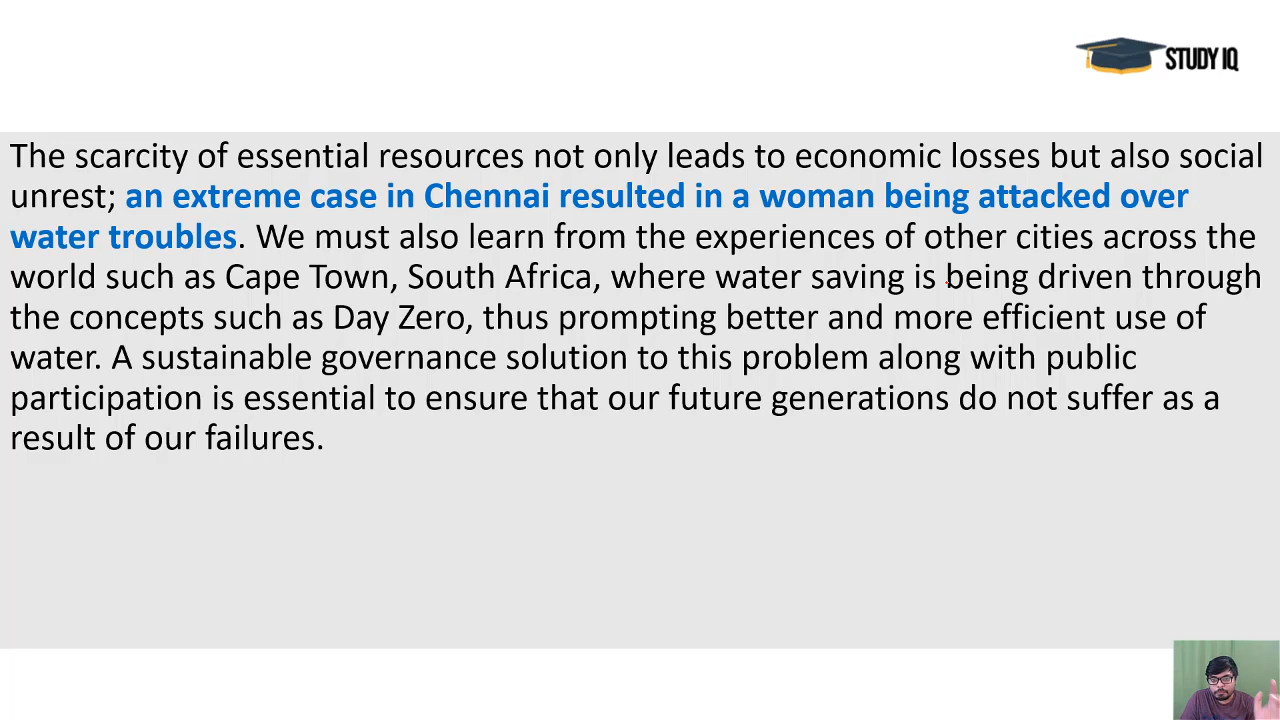 STUDY IQ
The scarcity of essential resources not only leads to economic losses but also social
unrest; an extreme case in Chennai resulted in a woman being attacked over
water troubles. We must also learn from the experiences of other cities across the
world such as Cape Town, South Africa, where water saving is being driven through
the concepts such as Day Zero, thus prompting better and more efficient use of
water. A sustainable governance solution to this problem along with public
participation is essential to ensure that our future generations do not suffer as a
result of our failures.